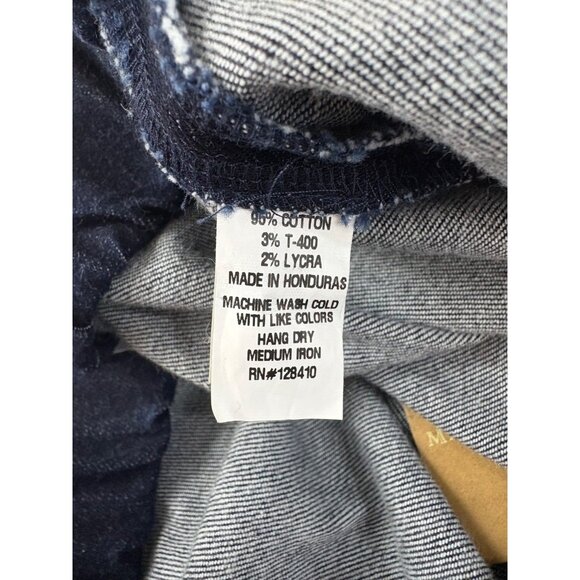 95% COTTON
3% T-400
2% LYCRA
MADE IN HONDURAS
MACHINE WASH COLD
WITH LIKE COLORS
HANG DRY
MEDIUM IRON
RN#128410